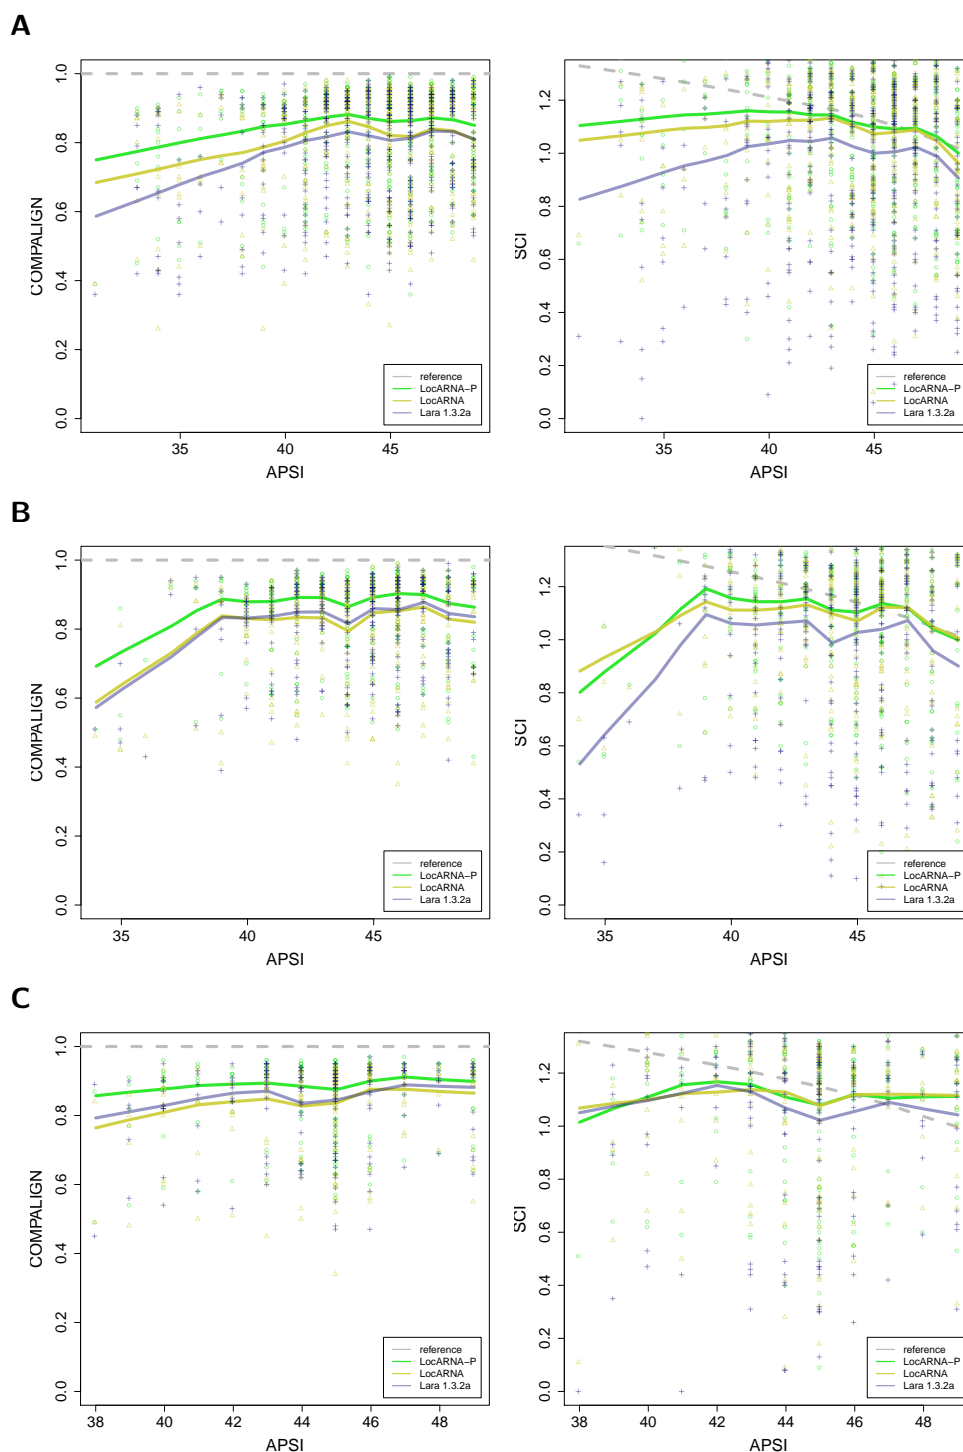 A
COMPALIGN
0.0
0.2
0.4
0.6
0.8
1.0
35
40
45
APSI
reference
LocARNA−P
LocARNA
Lara 1.3.2a
SCI
0.0
0.2
0.4
0.6
0.8
1.0
1.2
35
40
45
APSI
reference
LocARNA−P
LocARNA
Lara 1.3.2a
B
COMPALIGN
0.0
0.2
0.4
0.6
0.8
1.0
35
40
45
APSI
reference
LocARNA−P
LocARNA
Lara 1.3.2a
SCI
0.0
0.2
0.4
0.6
0.8
1.0
1.2
35
40
45
APSI
reference
LocARNA−P
LocARNA
Lara 1.3.2a
C
COMPALIGN
0.0
0.2
0.4
0.6
0.8
1.0
38
40
42
44
46
48
APSI
reference
LocARNA−P
LocARNA
Lara 1.3.2a
SCI
0.0
0.2
0.4
0.6
0.8
1.0
1.2
38
40
42
44
46
48
APSI
reference
LocARNA−P
LocARNA
Lara 1.3.2a